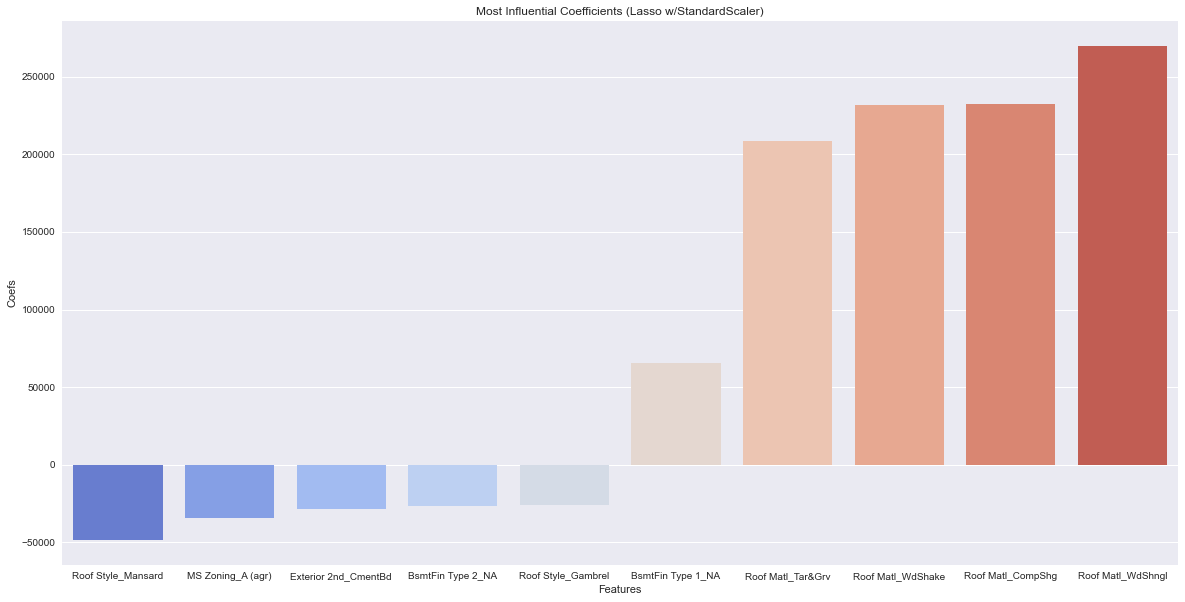 Most Influential Coefficients (Lasso w/StandardScaler)
250000
200000
150000
100000
50000
0
−50000
Coefs
Roof Style_Mansard MS Zoning_A (agr) Exterior 2nd_CmentBd BsmtFin Type 2_NA Roof Style_Gambrel BsmtFin Type 1_NA Roof Matl_Tar&Grv Roof Matl_WdShake Roof Matl_CompShg Roof Matl_WdShngl
Features